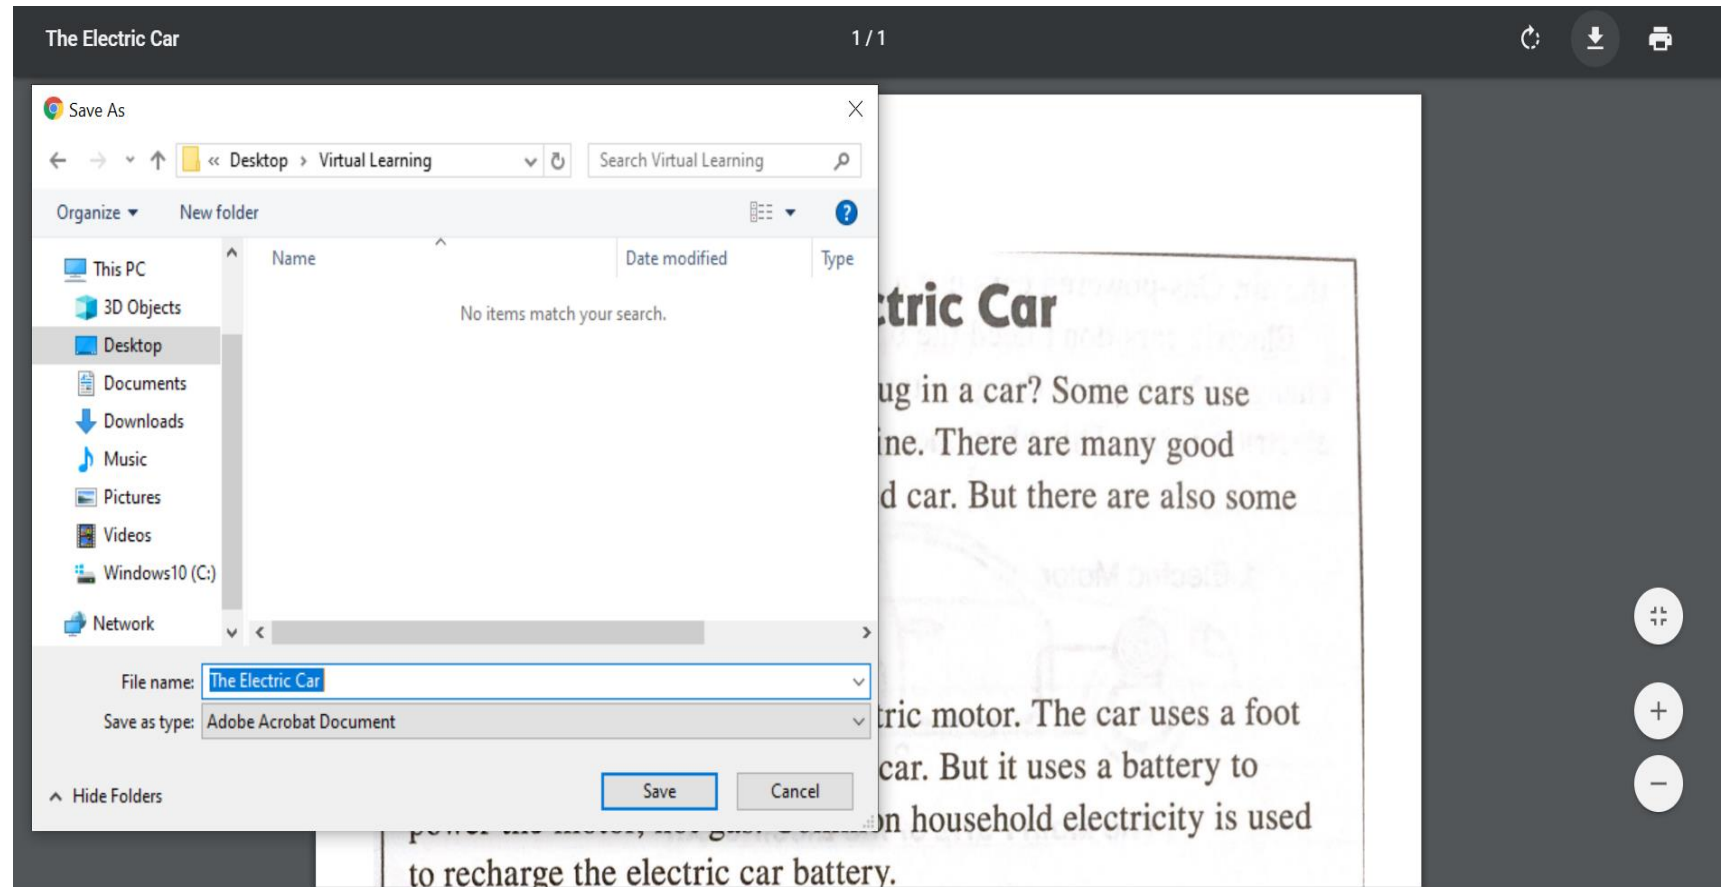 The Electric Car
1 / 1
Save As
« Desktop › Virtual Learning
Search Virtual Learning
Organize
New folder
Name
Date modified
Type
No items match your search.
This PC
3D Objects
Desktop
Documents
Downloads
Music
Pictures
Videos
Windows10 (C:)
Network
File name: The Electric Car
Save as type: Adobe Acrobat Document
Hide Folders
Save
Cancel
tric Car
ug in a car? Some cars use
ine. There are many good
d car. But there are also some
tric motor. The car uses a foot
car. But it uses a battery to
on household electricity is used
to recharge the electric car battery.